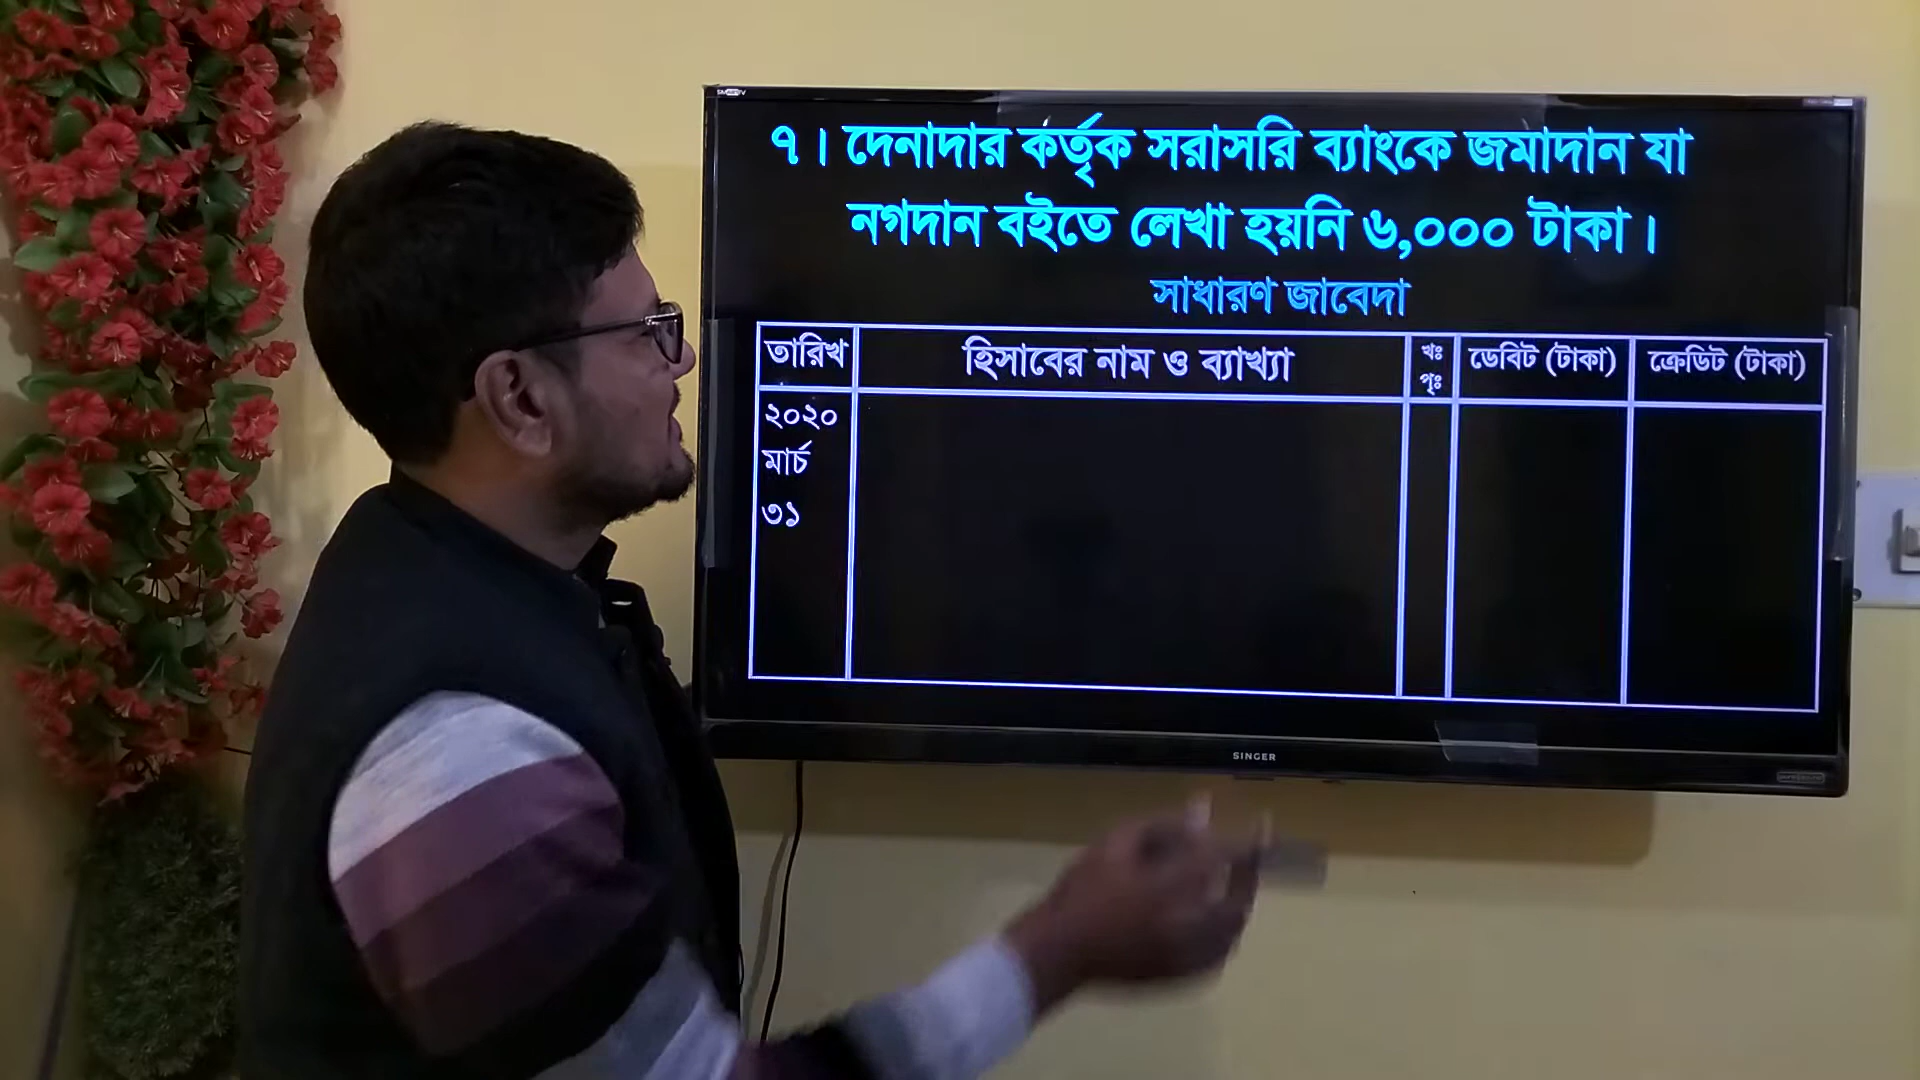 ৭। দেনাদার কর্তৃক সরাসরি ব্যাংকে জমাদান যা
নগদান বইতে লেখা হয়নি ৬,০০০ টাকা।
সাধারণ জাবেদা
তারিখ হিসাবের নাম ও ব্যাখ্যা খঃ পৃঃ ডেবিট (টাকা) ক্রেডিট (টাকা)
২০২০
মার্চ
৩১
SINGER